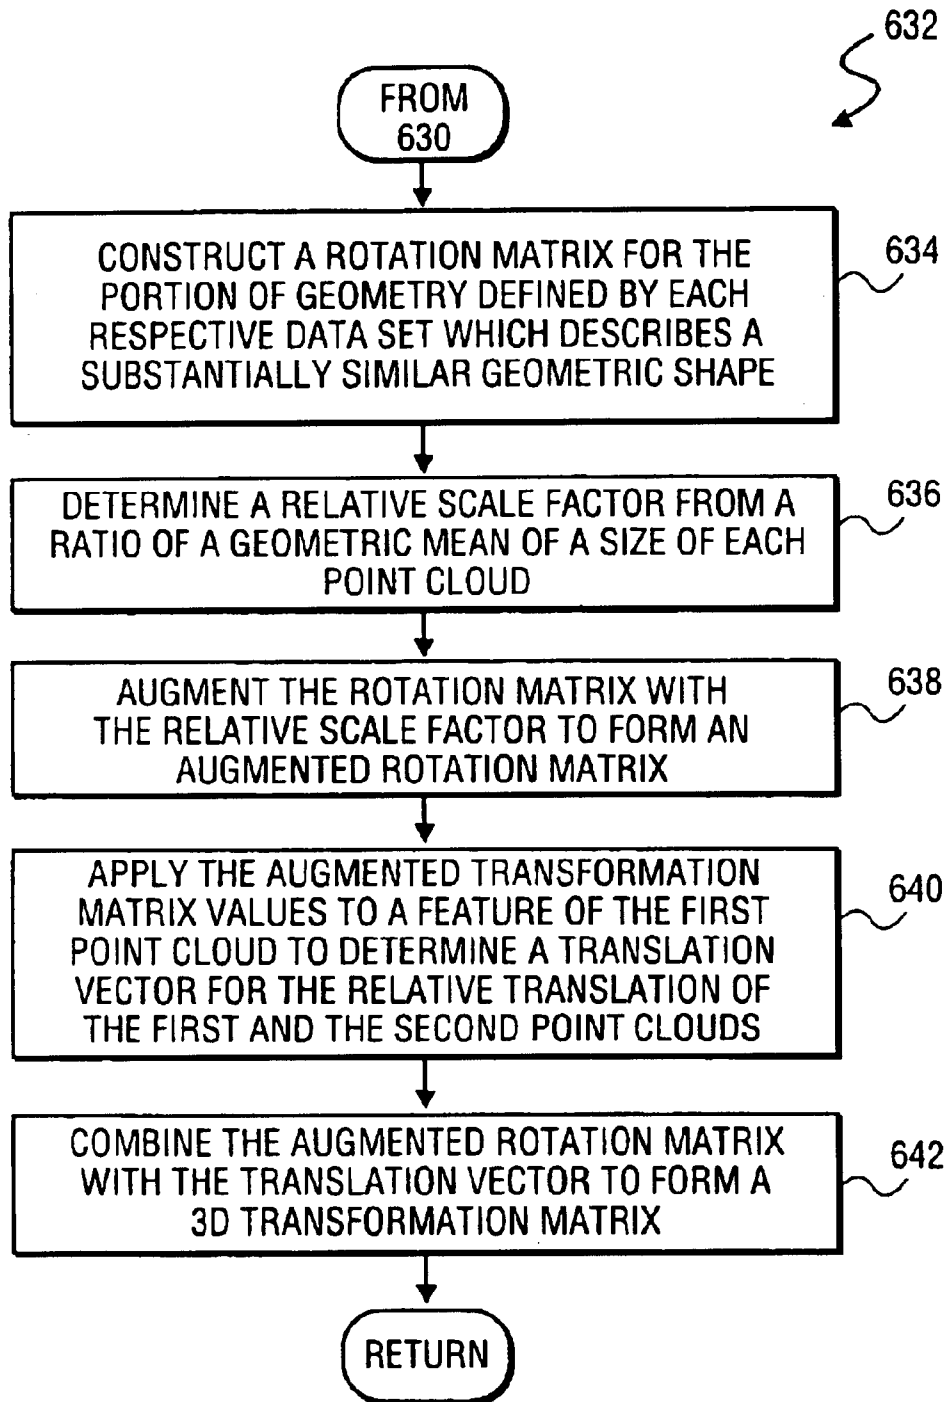 632
FROM
630
CONSTRUCT A ROTATION MATRIX FOR THE
PORTION OF GEOMETRY DEFINED BY EACH
RESPECTIVE DATA SET WHICH DESCRIBES A
SUBSTANTIALLY SIMILAR GEOMETRIC SHAPE
634
DETERMINE A RELATIVE SCALE FACTOR FROM A
RATIO OF A GEOMETRIC MEAN OF A SIZE OF EACH
POINT CLOUD
636
AUGMENT THE ROTATION MATRIX WITH
THE RELATIVE SCALE FACTOR TO FORM AN
AUGMENTED ROTATION MATRIX
638
APPLY THE AUGMENTED TRANSFORMATION
MATRIX VALUES TO A FEATURE OF THE FIRST
POINT CLOUD TO DETERMINE A TRANSLATION
VECTOR FOR THE RELATIVE TRANSLATION OF
THE FIRST AND THE SECOND POINT CLOUDS
640
COMBINE THE AUGMENTED ROTATION MATRIX
WITH THE TRANSLATION VECTOR TO FORM A
3D TRANSFORMATION MATRIX
642
RETURN